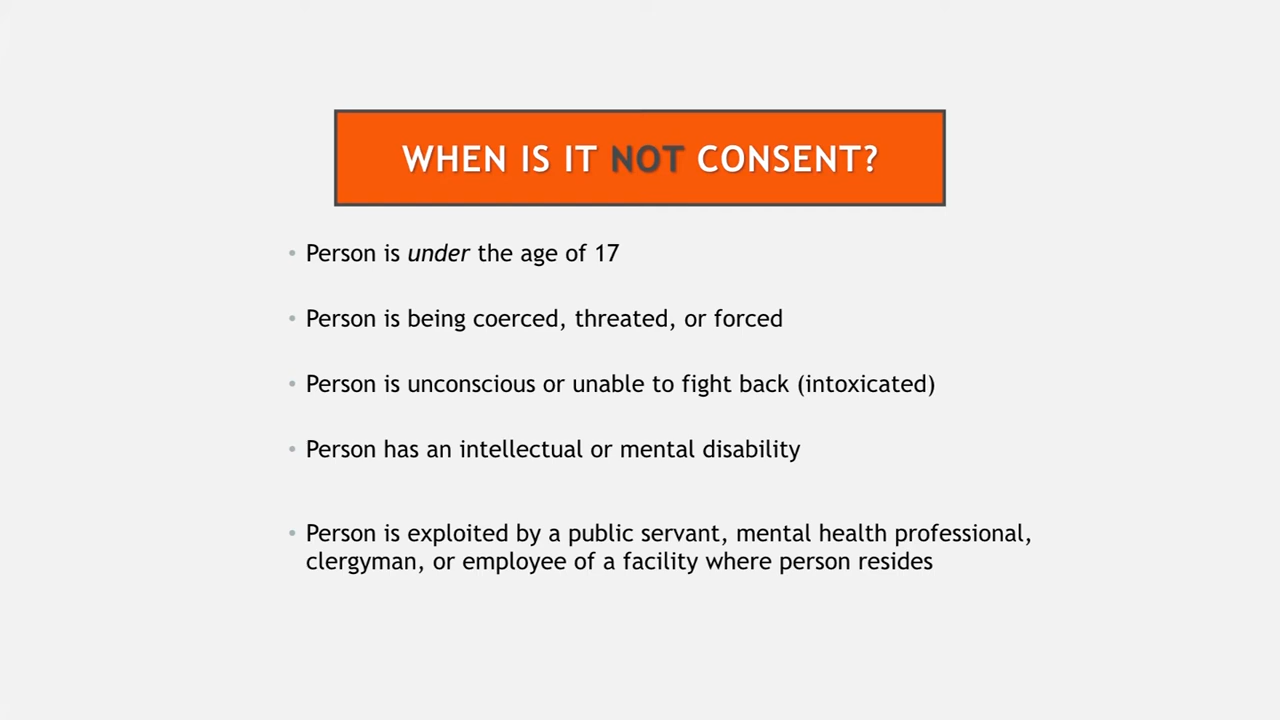 WHEN IS IT NOT CONSENT?
• Person is under the age of 17
• Person is being coerced, threated, or forced
• Person is unconscious or unable to fight back (intoxicated)
• Person has an intellectual or mental disability
• Person is exploited by a public servant, mental health professional,
clergyman, or employee of a facility where person resides